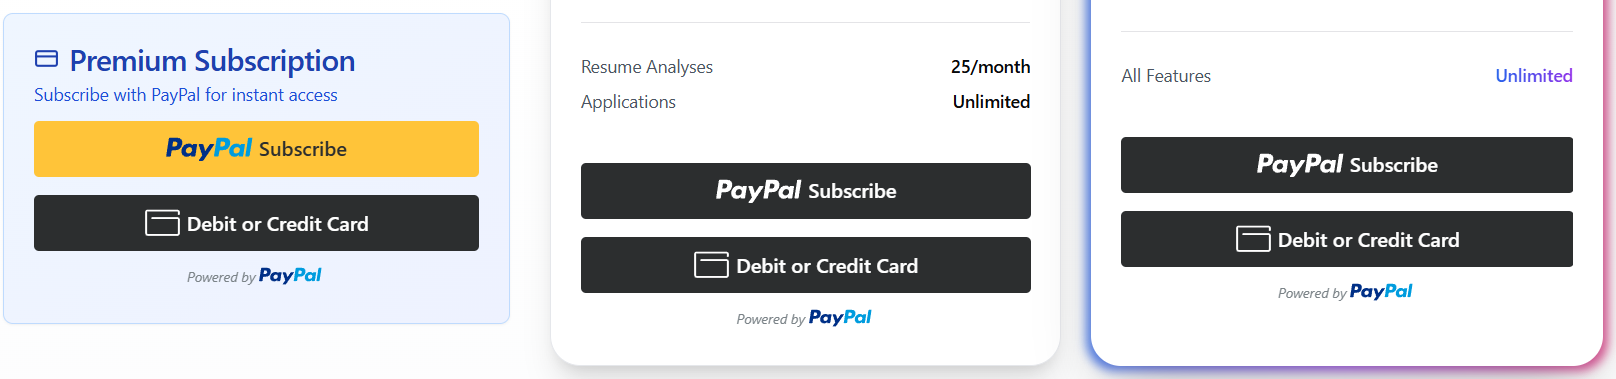 Premium Subscription
Subscribe with PayPal for instant access
PayPal Subscribe
Debit or Credit Card
Powered by PayPal
Resume Analyses 25/month
Applications Unlimited
PayPal Subscribe
Debit or Credit Card
Powered by PayPal
All Features Unlimited
PayPal Subscribe
Debit or Credit Card
Powered by PayPal